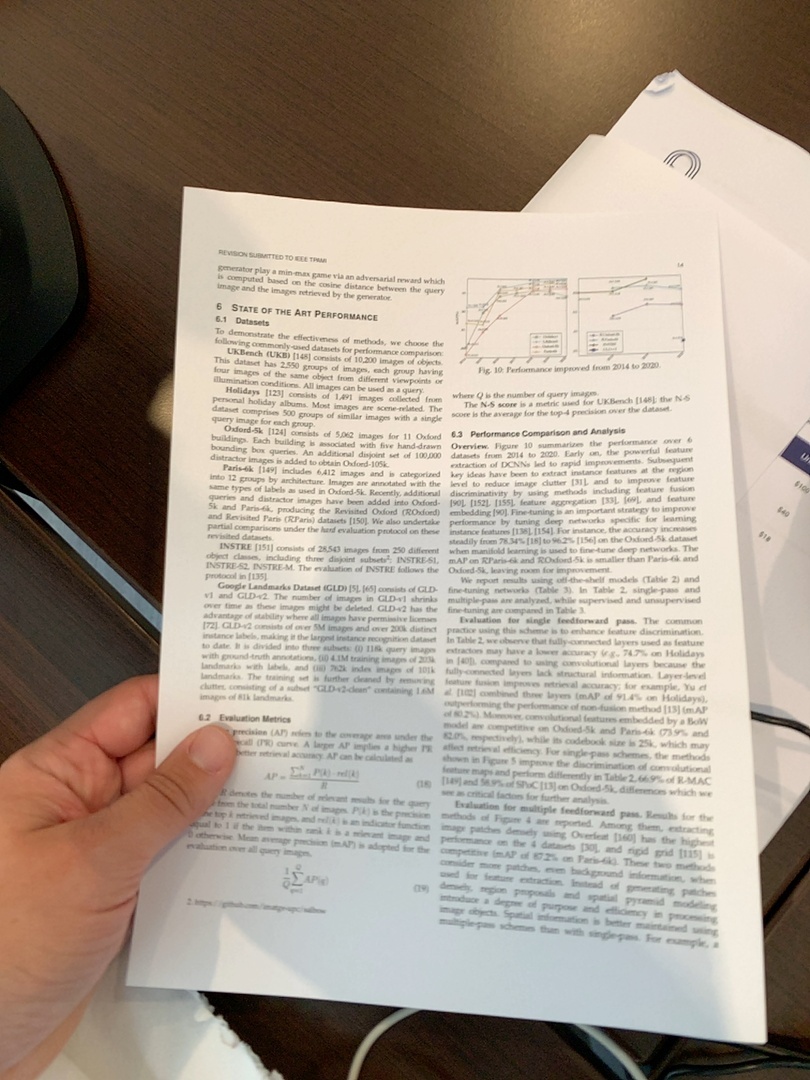 REVISION SUBMITTED TO IEEE TPAMI
14
generator play a min-max game via an adversarial reward which
is computed based on the cosine distance between the query
image and the images retrieved by the generator.
6 STATE OF THE ART PERFORMANCE
6.1 Datasets
To demonstrate the effectiveness of methods, we choose the
following commonly-used datasets for performance comparison:
UKBench (UKB) [148] consists of 10,200 images of objects.
This dataset has 2,550 groups of images, each group having
four images of the same object from different viewpoints or
illumination conditions. All images can be used as a query.
Holidays [123] consists of 1,491 images collected from
personal holiday albums. Most images are scene-related. The
dataset comprises 500 groups of similar images with a single
query image for each group.
Oxford-5k [124] consists of 5,062 images for 11 Oxford
buildings. Each building is associated with five hand-drawn
bounding box queries. An additional disjoint set of 100,000
distractor images is added to obtain Oxford-105k.
Paris-6k [149] includes 6,412 images and is categorized
into 12 groups by architecture. Images are annotated with the
same types of labels as used in Oxford-5k. Recently, additional
queries and distractor images have been added into Oxford-
5k and Paris-6k, producing the Revisited Oxford (ROxford)
and Revisited Paris (RParis) datasets [150]. We also undertake
partial comparisons under the hard evaluation protocol on these
revisited datasets.
INSTRE [151] consists of 28,543 images from 250 different
object classes, including three disjoint subsets2: INSTRE-S1,
INSTRE-S2, INSTRE-M. The evaluation of INSTRE follows the
protocol in [135].
Google Landmarks Dataset (GLD) [5], [65] consists of GLD-
v1 and GLD-v2. The number of images in GLD-v1 shrinks
over time as these images might be deleted. GLD-v2 has the
advantage of stability where all images have permissive licenses
[72]. GLD-v2 consists of over 5M images and over 200k distinct
instance labels, making it the largest instance recognition dataset
to date. It is divided into three subsets: (i) 118k query images
with ground-truth annotations, (ii) 4.1M training images of 203k
landmarks with labels, and (iii) 762k index images of 101k
landmarks. The training set is further cleaned by removing
clutter, consisting of a subset "GLD-v2-clean" containing 1.6M
images of 81k landmarks.
6.2 Evaluation Metrics
precision (AP) refers to the coverage area under the
(PR) curve. A larger AP implies a higher PR
better retrieval accuracy. AP can be calculated as
AP = ∑ P(k) · rel(k) / R (18)
R denotes the number of relevant results for the query
from the total number N of images. P(k) is the precision
top k retrieved images, and rel(k) is an indicator function
equal to 1 if the item within rank k is a relevant image and
0 otherwise. Mean average precision (mAP) is adopted for the
evaluation over all query images,
1/Q ∑ q=1 Q AP(q) (19)
2. https://github.com/imatge-upc/salbow
Fig. 10: Performance improved from 2014 to 2020.
where Q is the number of query images.
The N-S score is a metric used for UKBench [148]; the N-S
score is the average for the top-4 precision over the dataset.
6.3 Performance Comparison and Analysis
Overview. Figure 10 summarizes the performance over 6
datasets from 2014 to 2020. Early on, the powerful feature
extraction of DCNNs led to rapid improvements. Subsequent
key ideas have been to extract instance features at the region
level to reduce image clutter [31], and to improve feature
discriminativity by using methods including feature fusion
[90], [152], [155], feature aggregation [33], [69], and feature
embedding [90]. Fine-tuning is an important strategy to improve
performance by tuning deep networks specific for learning
instance features [138], [154]. For instance, the accuracy increases
steadily from 78.34% [18] to 96.2% [156] on the Oxford-5k dataset
when manifold learning is used to fine-tune deep networks. The
mAP on RParis-6k and ROxford-5k is smaller than Paris-6k and
Oxford-5k, leaving room for improvement.
We report results using off-the-shelf models (Table 2) and
fine-tuning networks (Table 3). In Table 2, single-pass and
multiple-pass are analyzed, while supervised and unsupervised
fine-tuning are compared in Table 3.
Evaluation for single feedforward pass. The common
practice using this scheme is to enhance feature discrimination.
In Table 2, we observe that fully-connected layers used as feature
extractors may have a lower accuracy (e.g., 74.7% on Holidays
in [40]), compared to using convolutional layers because the
fully-connected layers lack structural information. Layer-level
feature fusion improves retrieval accuracy; for example, Yu et
al. [102] combined three layers (mAP of 91.4% on Holidays),
outperforming the performance of non-fusion method [13] (mAP
of 80.2%). Moreover, convolutional features embedded by a BoW
model are competitive on Oxford-5k and Paris-6k (73.9% and
82.0%, respectively), while its codebook size is 25k, which may
affect retrieval efficiency. For single-pass schemes, the methods
shown in Figure 5 improve the discrimination of convolutional
feature maps and perform differently in Table 2, 66.9% of R-MAC
[149] and 58.9% of SPoC [13] on Oxford-5k, differences which we
see as critical factors for further analysis.
Evaluation for multiple feedforward pass. Results for the
methods of Figure 4 are reported. Among them, extracting
image patches densely using Overfeat [160] has the highest
performance on the 4 datasets [30], and rigid grid [115] is
competitive (mAP of 87.2% on Paris-6k). These two methods
consider more patches, even background information, when
used for feature extraction. Instead of generating patches
densely, region proposals and spatial pyramid modeling
introduce a degree of purpose and efficiency in processing
image objects. Spatial information is better maintained using
multiple-pass schemes than with single-pass. For example, a
$100
$40
$18